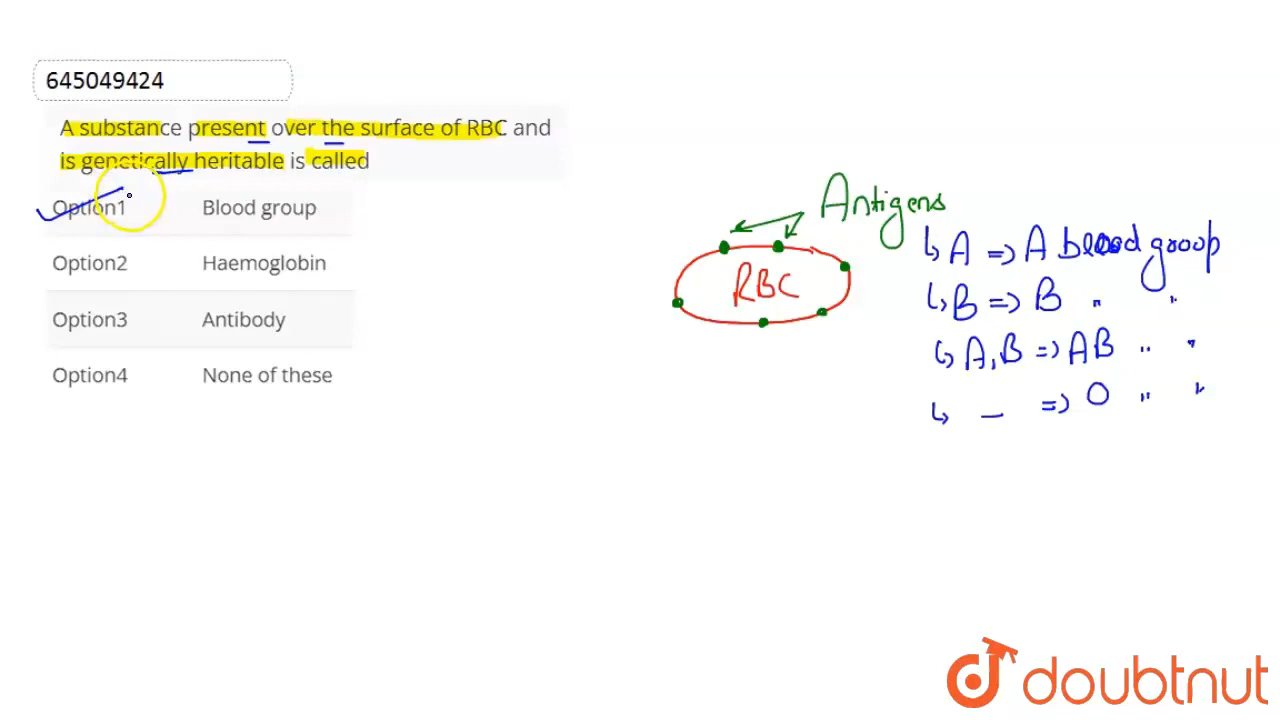 645049424
A substance present over the surface of RBC and
is genetically heritable is called
Option1 Blood group
Option2 Haemoglobin
Option3 Antibody
Option4 None of these
Antigens
RBC
↳ A => A blood group
↳ B => B " "
↳ A, B => AB " "
↳ — => O " "
doubtnut